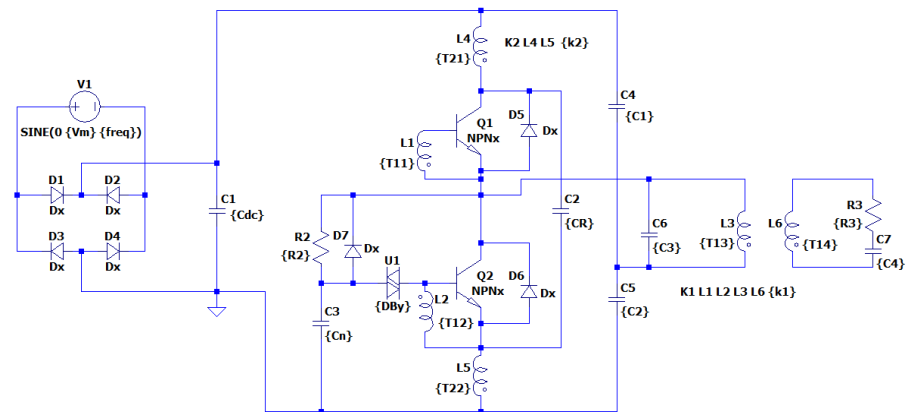 L4
K2 L4 L5 {k2}
{T21}
V1
+
SINE(0 {Vm} {freq})
C4
{C1}
D5
Q1
NPNx
Dx
L1
{T11}
D1
D2
Dx
Dx
C1
{Cdc}
C2
{CR}
C6
{C3}
L3
{T13}
L6
{T14}
R3
{R3}
C7
{C4}
D3
D4
Dx
Dx
R2
{R2}
D7
Dx
U1
{DBy}
Q2
NPNx
D6
Dx
L2
{T12}
C5
{C2}
K1 L1 L2 L3 L6 {k1}
C3
{Cn}
L5
{T22}